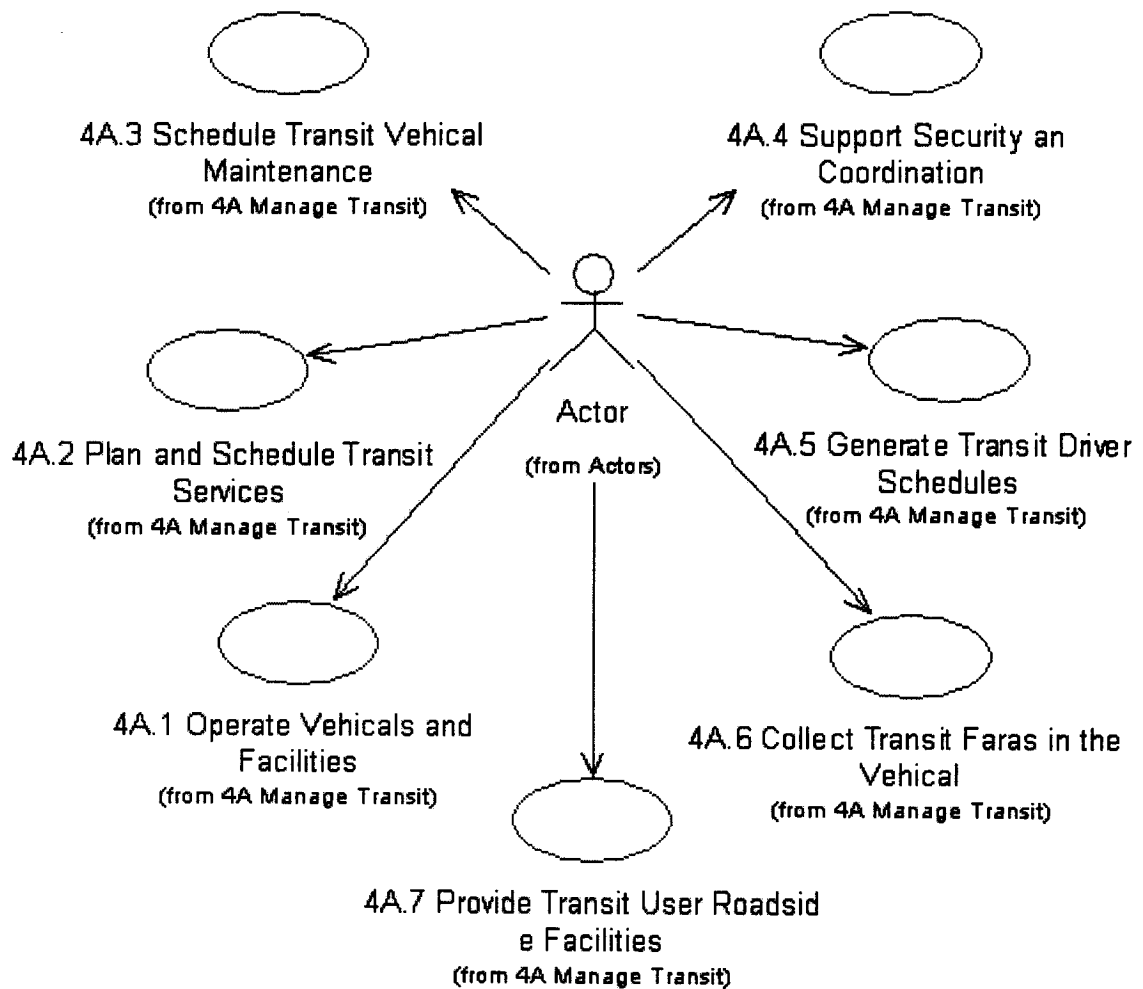 4A.3 Schedule Transit Vehical
Maintenance
(from 4A Manage Transit)
4A.4 Support Security an
Coordination
(from 4A Manage Transit)
Actor
(from Actors)
4A.2 Plan and Schedule Transit
Services
(from 4A Manage Transit)
4A.5 Generate Transit Driver
Schedules
(from 4A Manage Transit)
4A.1 Operate Vehicals and
Facilities
(from 4A Manage Transit)
4A.6 Collect Transit Faras in the
Vehical
(from 4A Manage Transit)
4A.7 Provide Transit User Roadsid
e Facilities
(from 4A Manage Transit)